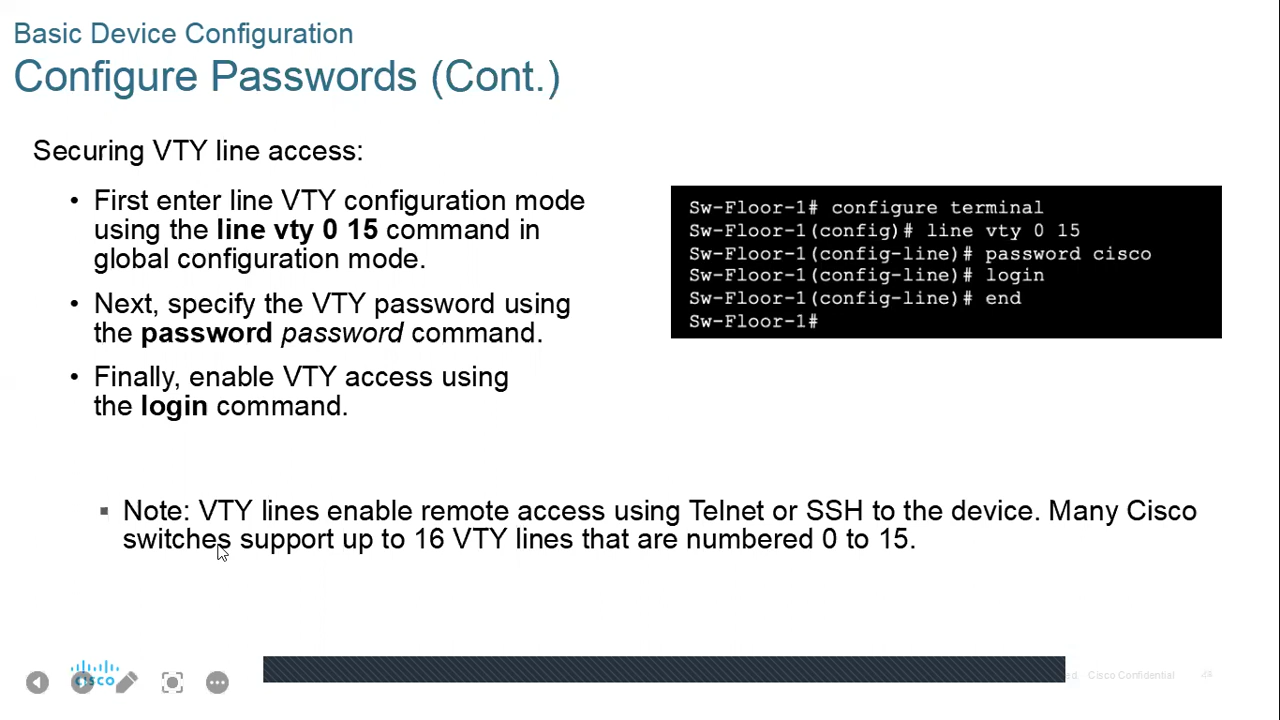 Basic Device Configuration
Configure Passwords (Cont.)
Securing VTY line access:
• First enter line VTY configuration mode
using the line vty 0 15 command in
global configuration mode.
• Next, specify the VTY password using
the password password command.
• Finally, enable VTY access using
the login command.
Sw-Floor-1# configure terminal
Sw-Floor-1(config)# line vty 0 15
Sw-Floor-1(config-line)# password cisco
Sw-Floor-1(config-line)# login
Sw-Floor-1(config-line)# end
Sw-Floor-1#
▪ Note: VTY lines enable remote access using Telnet or SSH to the device. Many Cisco
switches support up to 16 VTY lines that are numbered 0 to 15.
cisco
Cisco Confidential